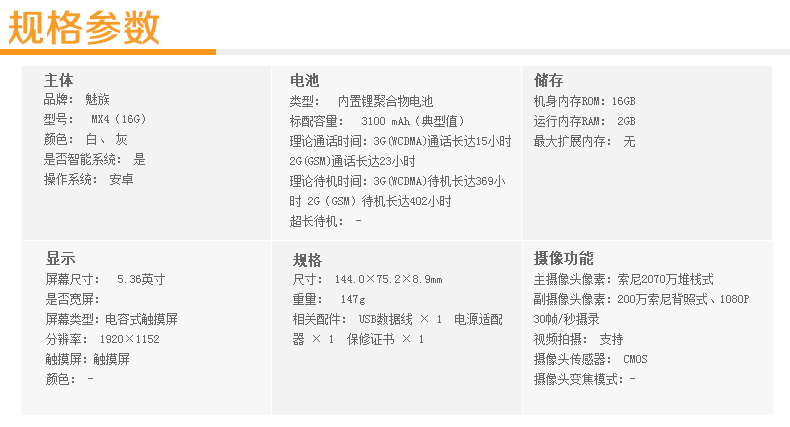 规格参数
主体
品牌： 魅族
型号： MX4（16G）
颜色： 白、 灰
是否智能系统： 是
操作系统： 安卓
电池
类型： 内置锂聚合物电池
标配容量： 3100 mAh（典型值）
理论通话时间：3G(WCDMA)通话长达15小时
2G(GSM)通话长达23小时
理论待机时间：3G(WCDMA)待机长达369小
时 2G（GSM）待机长达402小时
超长待机： -
储存
机身内存ROM：16GB
运行内存RAM： 2GB
最大扩展内存： 无
显示
屏幕尺寸： 5.36英寸
是否宽屏：
屏幕类型：电容式触摸屏
分辨率： 1920×1152
触摸屏：触摸屏
颜色： -
规格
尺寸： 144.0×75.2×8.9mm
重量： 147g
相关配件： USB数据线 × 1 电源适配
器 × 1 保修证书 × 1
摄像功能
主摄像头像素：索尼2070万堆栈式
副摄像头像素：200万索尼背照式、1080P
30帧/秒摄录
视频拍摄： 支持
摄像头传感器： CMOS
摄像头变焦模式：-